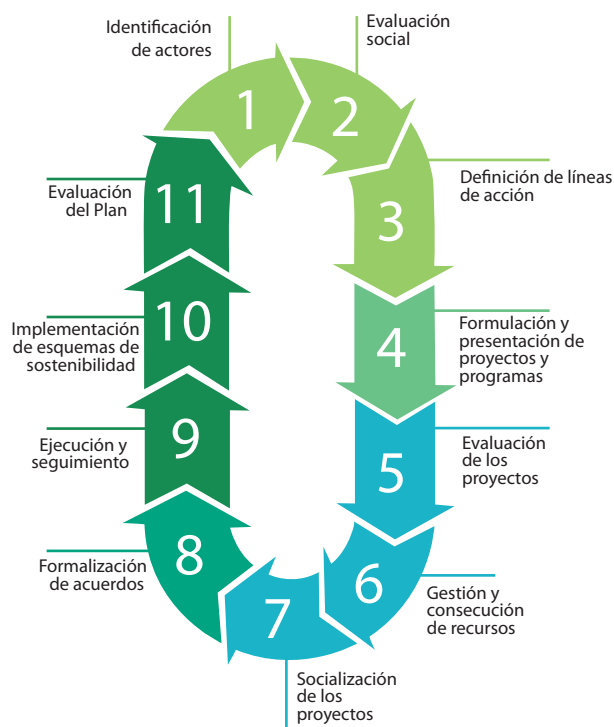 1
Identificación
de actores
2
Evaluación
social
3
Definición de líneas
de acción
4
Formulación y
presentación de
proyectos y
programas
5
Evaluación
de los
proyectos
6
Gestión y
consecución
de recursos
7
Socialización
de los
proyectos
8
Formalización
de acuerdos
9
Ejecución y
seguimiento
10
Implementación
de esquemas de
sostenibilidad
11
Evaluación
del Plan